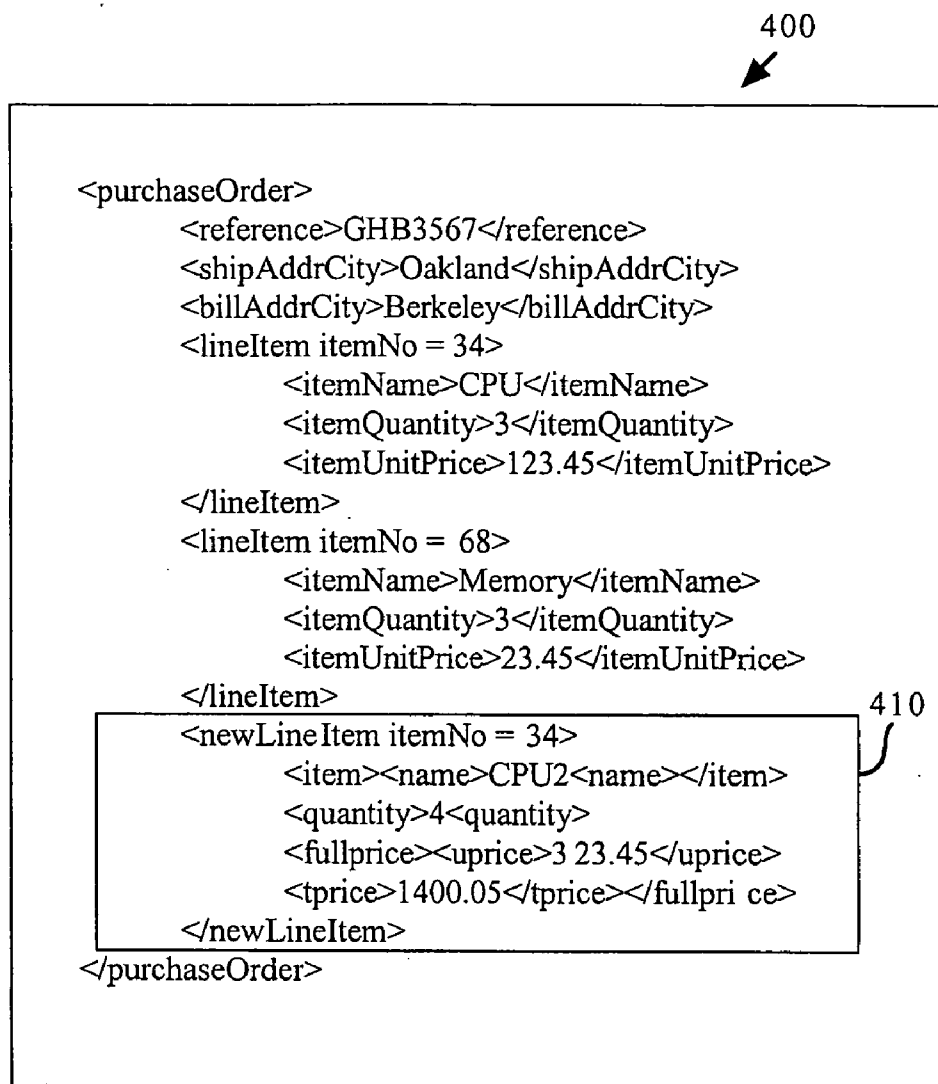 400
<purchaseOrder>
<reference>GHB3567</reference>
<shipAddrCity>Oakland</shipAddrCity>
<billAddrCity>Berkeley</billAddrCity>
<lineItem itemNo = 34>
<itemName>CPU</itemName>
<itemQuantity>3</itemQuantity>
<itemUnitPrice>123.45</itemUnitPrice>
</lineItem>
<lineItem itemNo = 68>
<itemName>Memory</itemName>
<itemQuantity>3</itemQuantity>
<itemUnitPrice>23.45</itemUnitPrice>
</lineItem>
410
<newLineItem itemNo = 34>
<item><name>CPU2<name></item>
<quantity>4<quantity>
<fullprice><uprice>3 23.45</uprice>
<tprice>1400.05</tprice></fullpri ce>
</newLineItem>
</purchaseOrder>